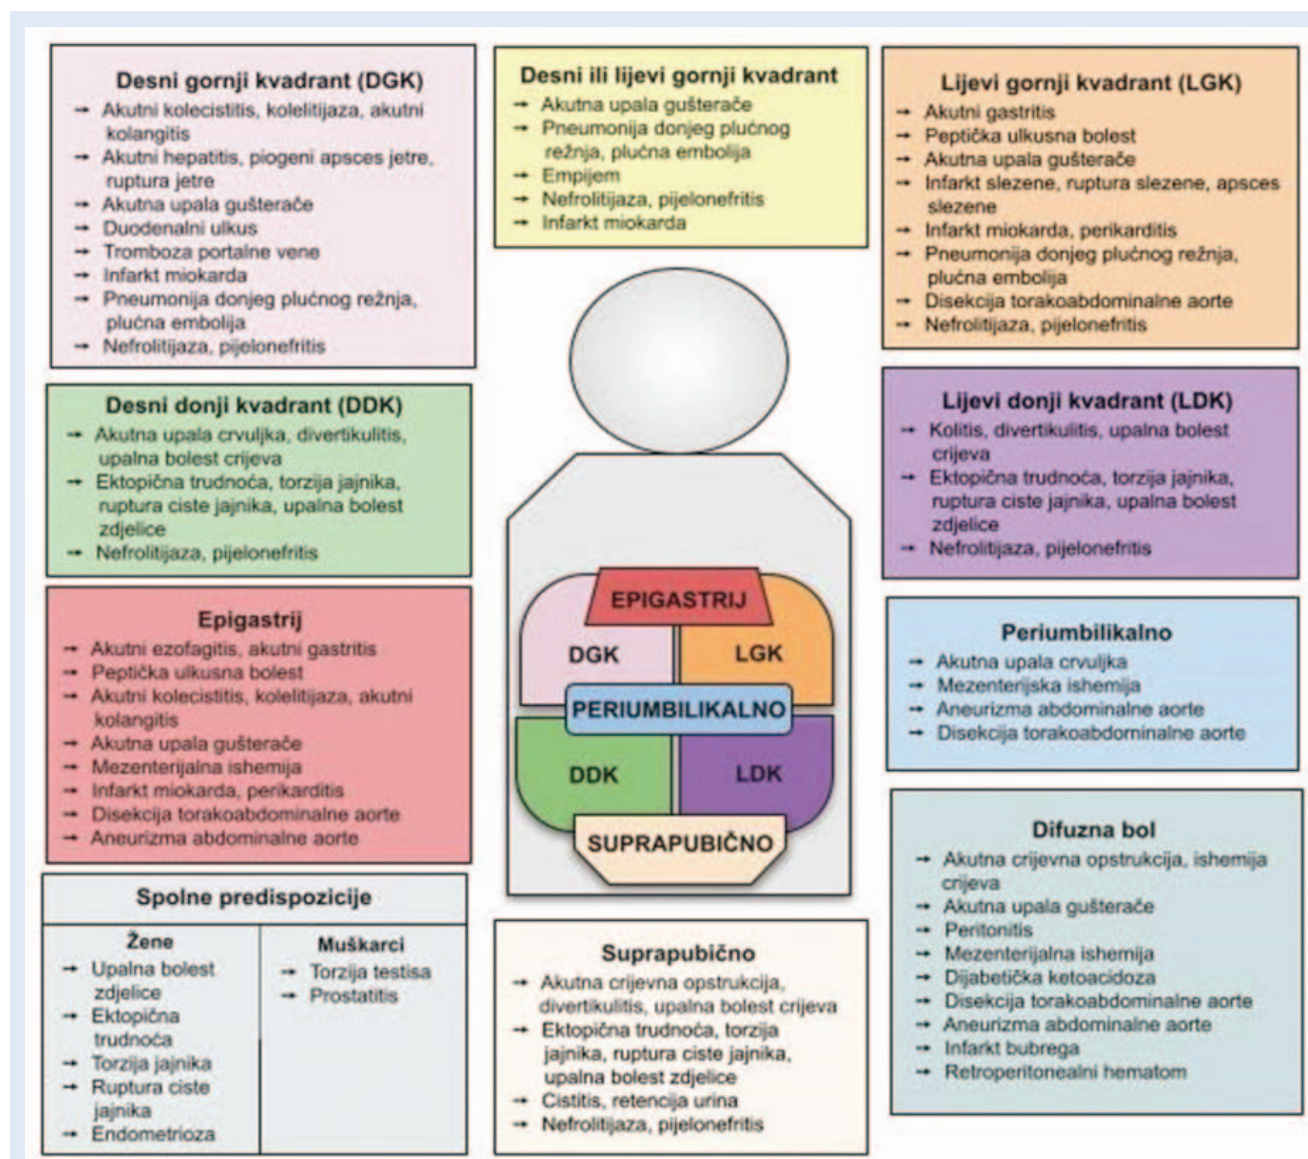 Desni gornji kvadrant (DGK)
→ Akutni kolecistitis, kolelitijaza, akutni
kolangitis
→ Akutni hepatitis, piogeni apsces jetre,
ruptura jetre
→ Akutna upala gušterače
→ Duodenalni ulkus
→ Tromboza portalne vene
→ Infarkt miokarda
→ Pneumonija donjeg plućnog režnja,
plućna embolija
→ Nefrolitijaza, pijelonefritis
Desni ili lijevi gornji kvadrant
→ Akutna upala gušterače
→ Pneumonija donjeg plućnog
režnja, plućna embolija
→ Empijem
→ Nefrolitijaza, pijelonefritis
→ Infarkt miokarda
Lijevi gornji kvadrant (LGK)
→ Akutni gastritis
→ Peptička ulkusna bolest
→ Akutna upala gušterače
→ Infarkt slezene, ruptura slezene, apsces
slezene
→ Infarkt miokarda, perikarditis
→ Pneumonija donjeg plućnog režnja,
plućna embolija
→ Disekcija torakoabdominalne aorte
→ Nefrolitijaza, pijelonefritis
Desni donji kvadrant (DDK)
→ Akutna upala crvuljka, divertikulitis,
upalna bolest crijeva
→ Ektopična trudnoća, torzija jajnika,
ruptura ciste jajnika, upalna bolest
zdjelice
→ Nefrolitijaza, pijelonefritis
Lijevi donji kvadrant (LDK)
→ Kolitis, divertikulitis, upalna bolest
crijeva
→ Ektopična trudnoća, torzija jajnika,
ruptura ciste jajnika, upalna bolest
zdjelice
→ Nefrolitijaza, pijelonefritis
EPIGASTRIJ
DGK
LGK
PERIUMBILIKALNO
DDK
LDK
SUPRAPUBIČNO
Epigastrij
→ Akutni ezofagitis, akutni gastritis
→ Peptička ulkusna bolest
→ Akutni kolecistitis, kolelitijaza, akutni
kolangitis
→ Akutna upala gušterače
→ Mezenterijalna ishemija
→ Infarkt miokarda, perikarditis
→ Disekcija torakoabdominalne aorte
→ Aneurizma abdominalne aorte
Periumbilikalno
→ Akutna upala crvuljka
→ Mezenterijska ishemija
→ Aneurizma abdominalne aorte
→ Disekcija torakoabdominalne aorte
Difuzna bol
→ Akutna crijevna opstrukcija, ishemija
crijeva
→ Akutna upala gušterače
→ Peritonitis
→ Mezenterijalna ishemija
→ Dijabetička ketoacidoza
→ Disekcija torakoabdominalne aorte
→ Aneurizma abdominalne aorte
→ Infarkt bubrega
→ Retroperitonealni hematom
Spolne predispozicije
Žene
→ Upalna bolest
zdjelice
→ Ektopična
trudnoća
→ Torzija jajnika
→ Ruptura ciste
jajnika
→ Endometrioza
Muškarci
→ Torzija testisa
→ Prostatitis
Suprapubično
→ Akutna crijevna opstrukcija,
divertikulitis, upalna bolest crijeva
→ Ektopična trudnoća, torzija
jajnika, ruptura ciste jajnika,
upalna bolest zdjelice
→ Cistitis, retencija urina
→ Nefrolitijaza, pijelonefritis